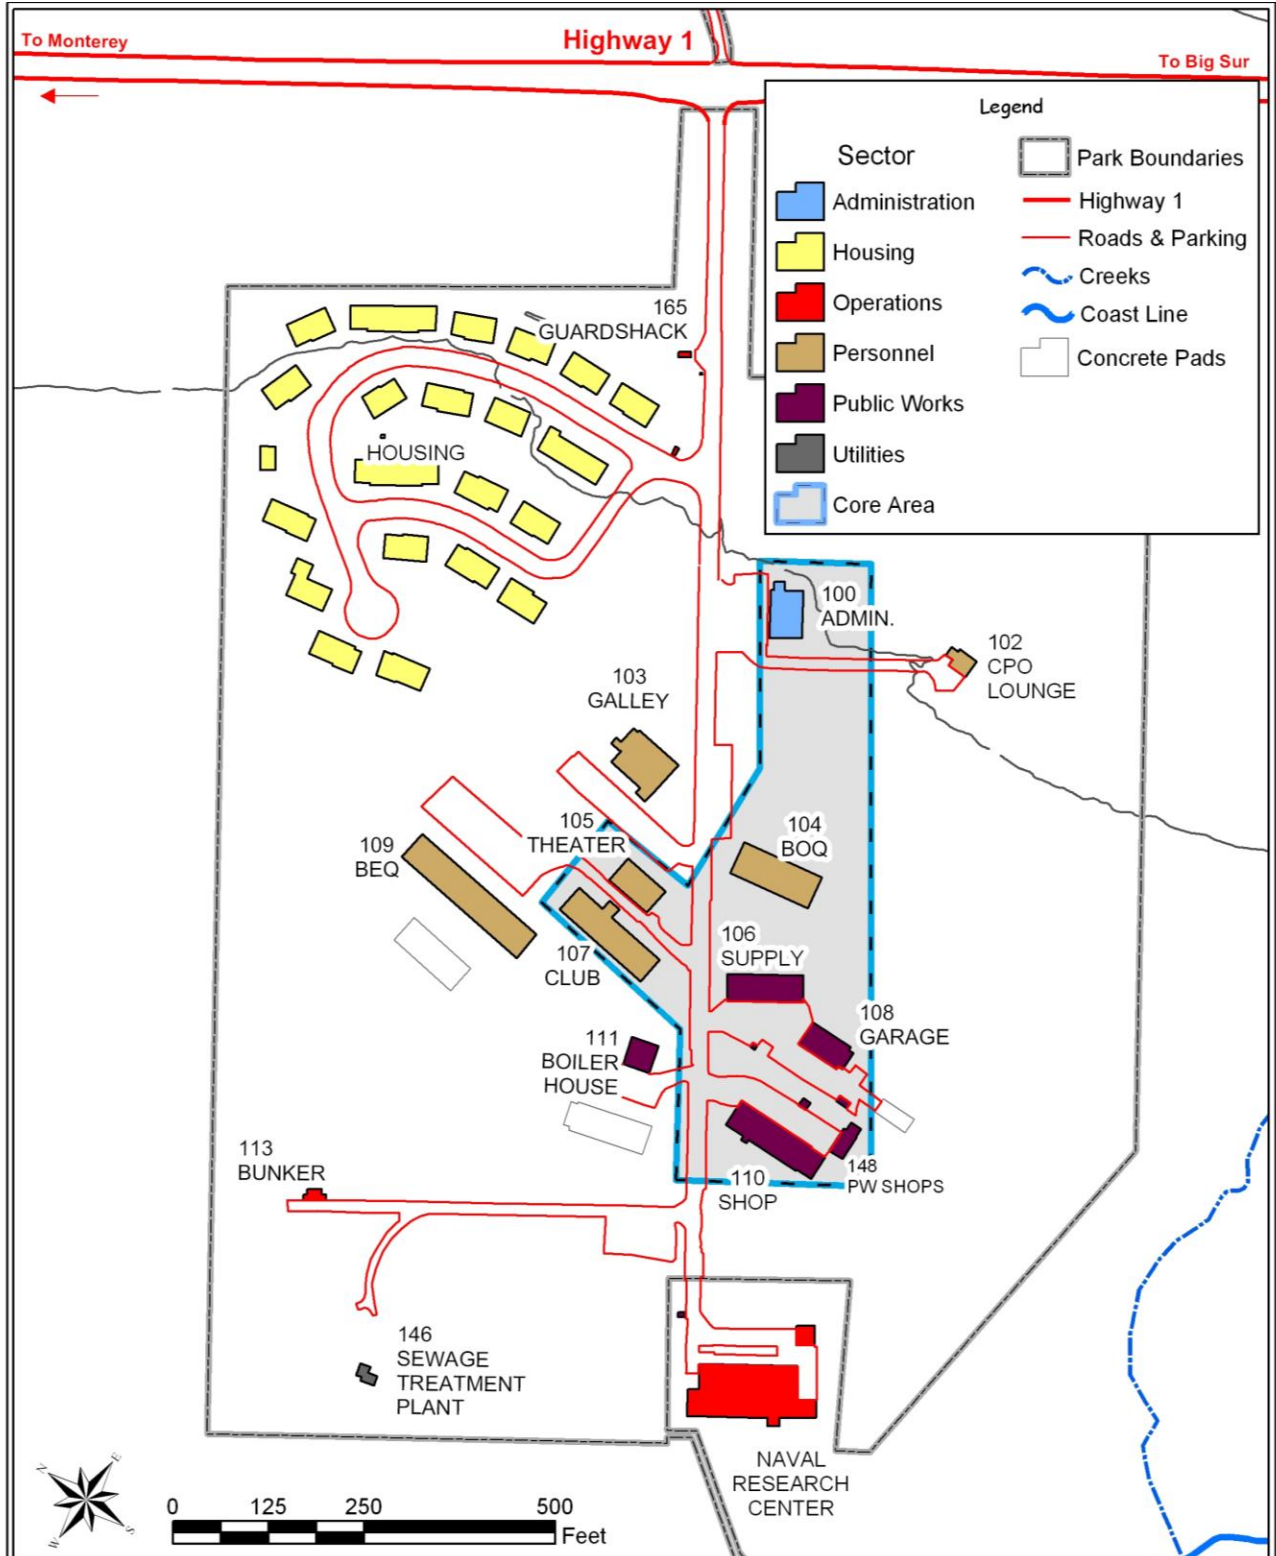 To Monterey
Highway 1
To Big Sur
Legend
Sector
Administration
Housing
Operations
Personnel
Public Works
Utilities
Core Area
Park Boundaries
Highway 1
Roads & Parking
Creeks
Coast Line
Concrete Pads
165
GUARDSHACK
HOUSING
100
ADMIN.
102
CPO
LOUNGE
103
GALLEY
105
THEATER
104
BOQ
109
BEQ
107
CLUB
106
SUPPLY
108
GARAGE
111
BOILER
HOUSE
113
BUNKER
110
SHOP
148
PW SHOPS
146
SEWAGE
TREATMENT
PLANT
NAVAL
RESEARCH
CENTER
N
E
W
S
0 125 250 500
Feet